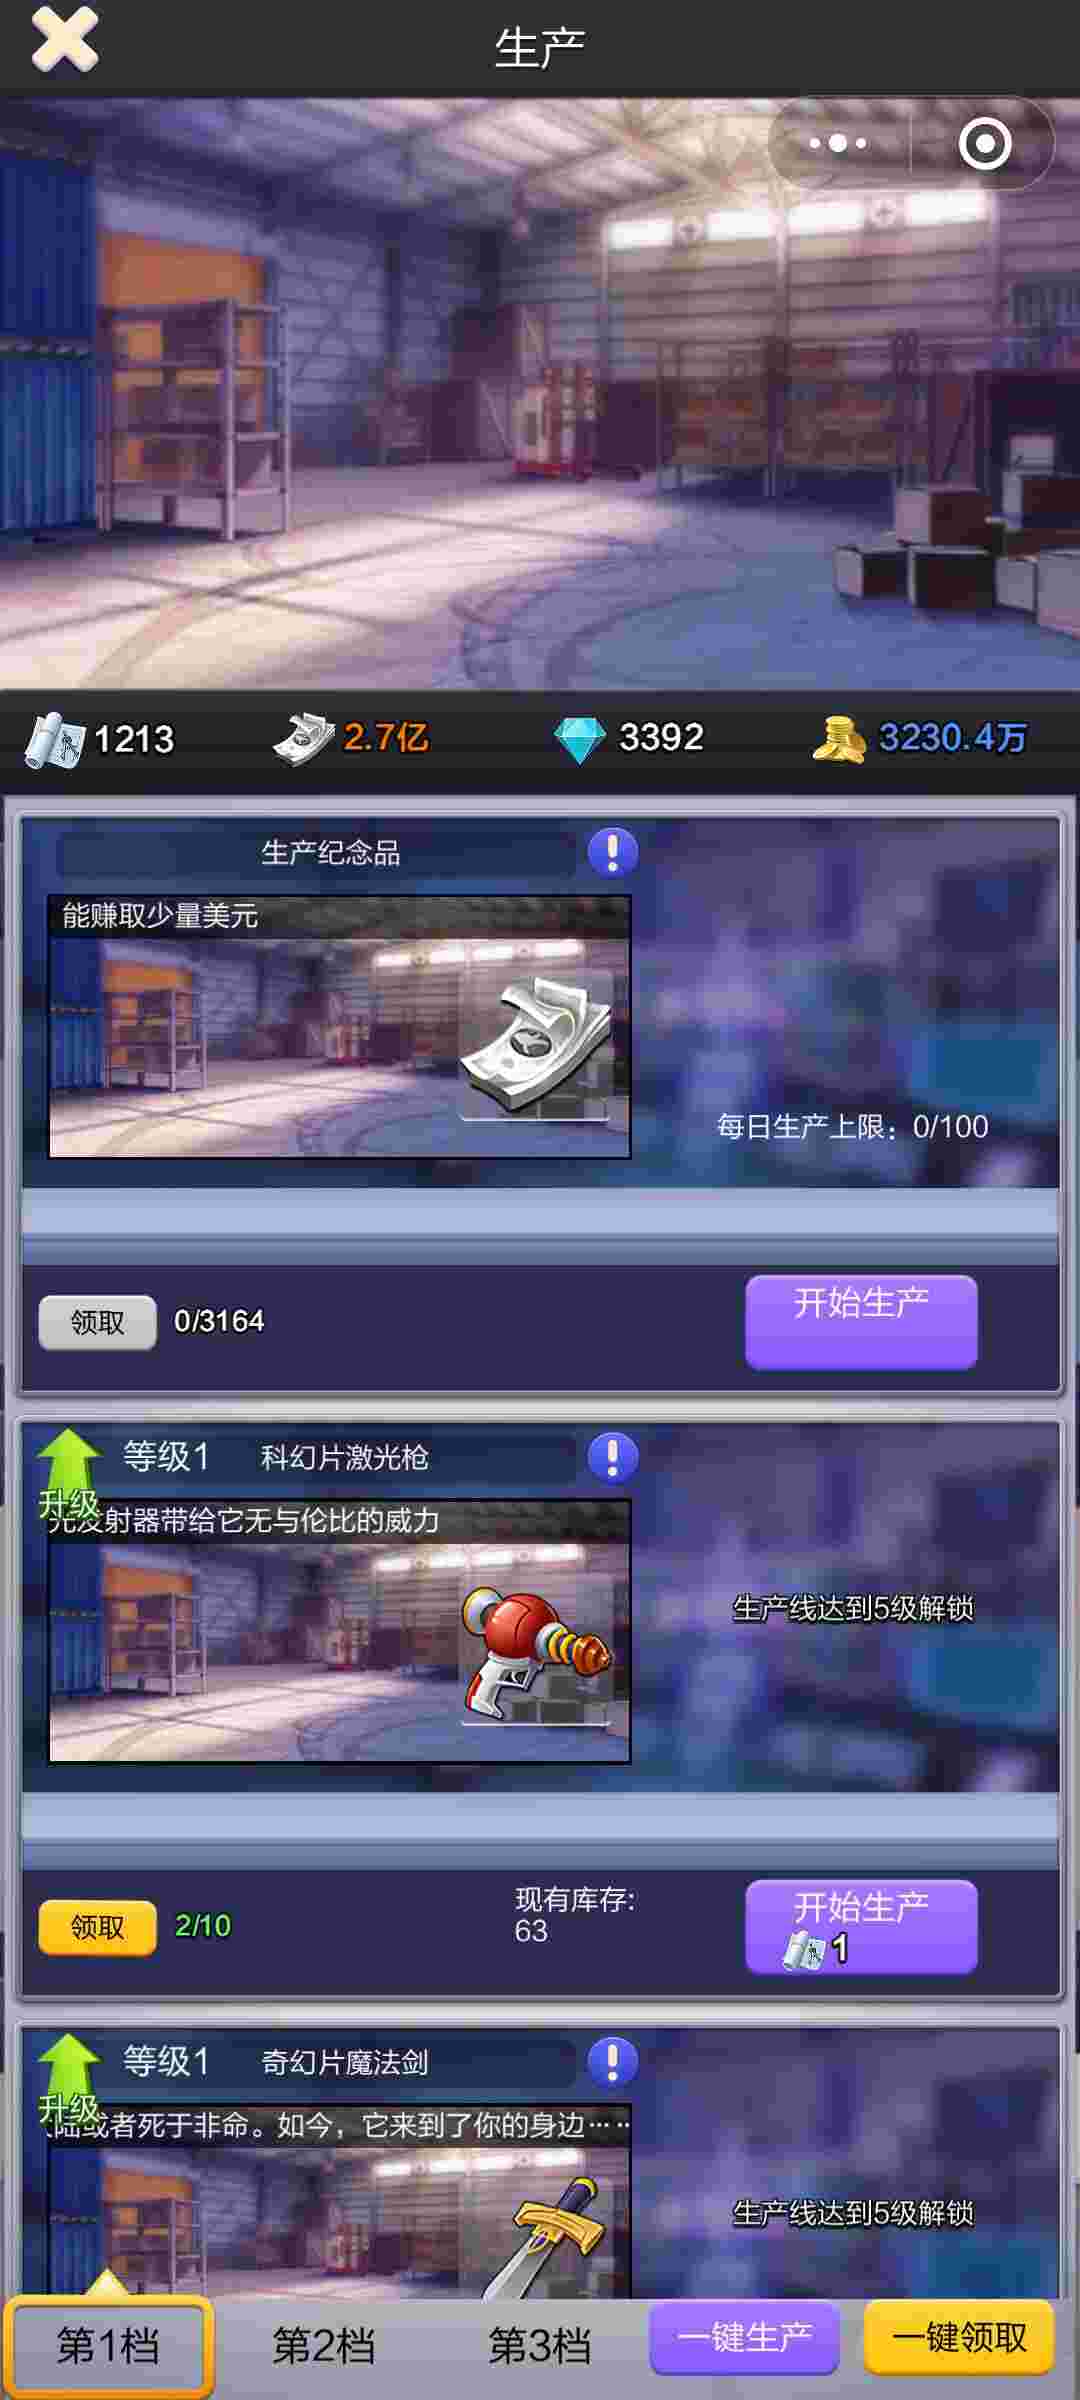 生产
1213
2.7亿
3392
3230.4万
生产纪念品
能赚取少量美元
每日生产上限：0/100
领取
0/3164
开始生产
等级1
科幻片激光枪
升级
发射器带给它无与伦比的威力
生产线达到5级解锁
领取
2/10
现有库存:
63
开始生产
1
等级1
奇幻片魔法剑
升级
陆或者死于非命。如今，它来到了你的身边……
生产线达到5级解锁
第1档
第2档
第3档
一键生产
一键领取